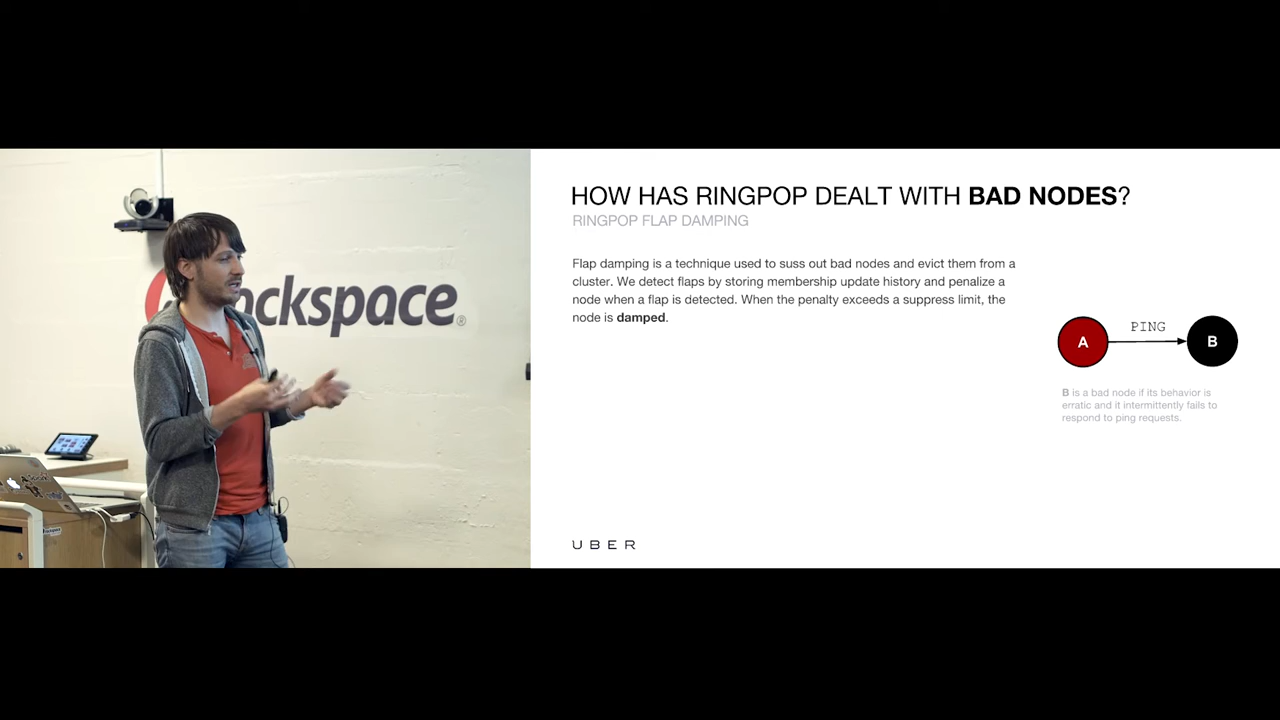 ckspace®
HOW HAS RINGPOP DEALT WITH BAD NODES?
RINGPOP FLAP DAMPING
Flap damping is a technique used to suss out bad nodes and evict them from a
cluster. We detect flaps by storing membership update history and penalize a
node when a flap is detected. When the penalty exceeds a suppress limit, the
node is damped.
PING
A
B
B is a bad node if its behavior is
erratic and it intermittently fails to
respond to ping requests.
UBER